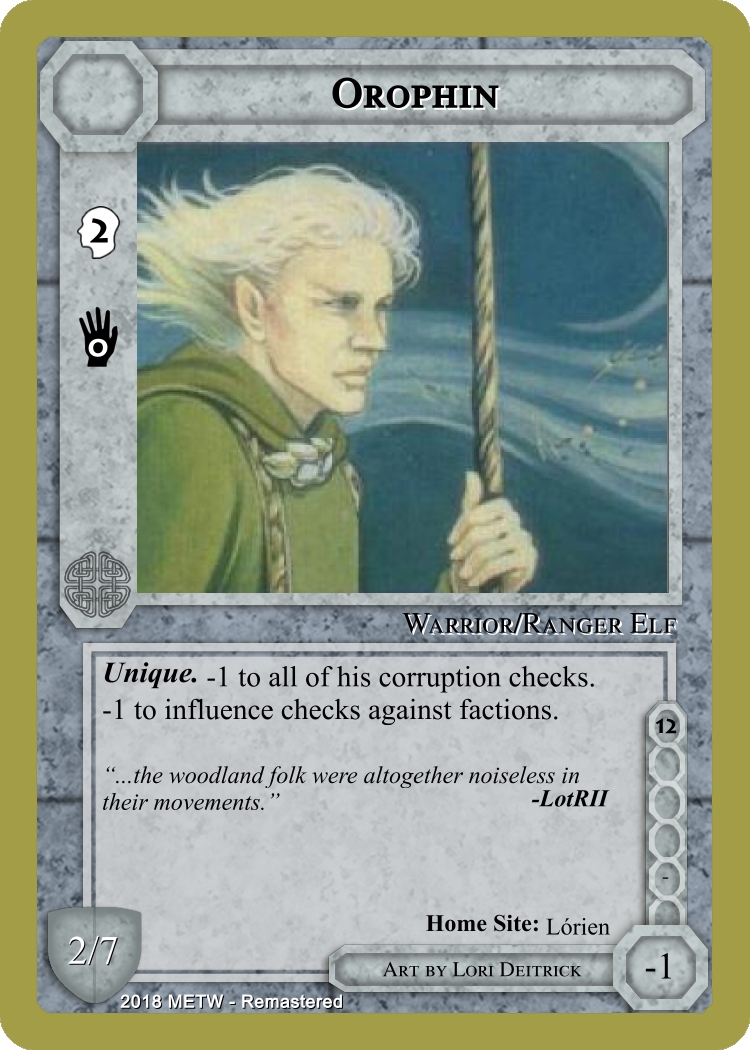 Orophin
2
0
Warrior/Ranger Elf
Unique. -1 to all of his corruption checks.
-1 to influence checks against factions.
12
“...the woodland folk were altogether noiseless in
their movements.” -LotRII
-
Home Site: Lórien
2/7
Art by Lori Deitrick
-1
2018 METW - Remastered